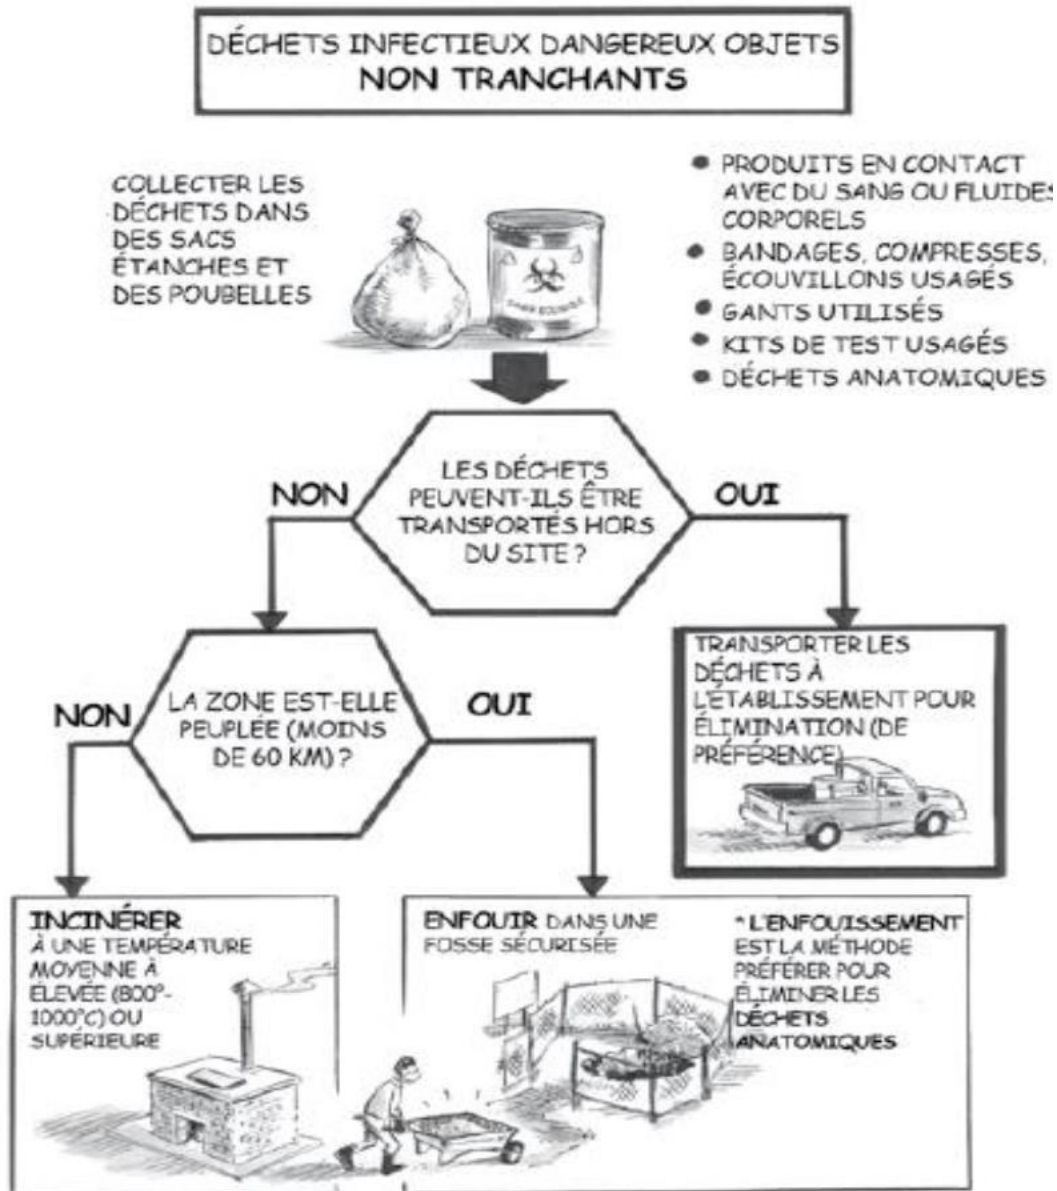 DÉCHETS INFECTIEUX DANGEREUX OBJETS
NON TRANCHANTS
COLLECTER LES
DÉCHETS DANS
DES SACS
ÉTANCHES ET
DES POUBELLES
• PRODUITS EN CONTACT
AVEC DU SANG OU FLUIDES
CORPORELS
• BANDAGES, COMPRESSES,
ÉCOUVILLONS USAGÉS
• GANTS UTILISÉS
• KITS DE TEST USAGÉS
• DÉCHETS ANATOMIQUES
LES DÉCHETS
PEUVENT-ILS ÊTRE
TRANSPORTÉS HORS
DU SITE ?
NON
OUI
TRANSPORTER LES
DÉCHETS À
L'ÉTABLISSEMENT POUR
ÉLIMINATION (DE
PRÉFÉRENCE)
LA ZONE EST-ELLE
PEUPLÉE (MOINS
DE 60 KM) ?
NON
OUI
INCINÉRER
À UNE TEMPÉRATURE
MOYENNE À
ÉLEVÉE (800°-
1000°C) OU
SUPÉRIEURE
ENFOUIR DANS UNE
FOSSE SÉCURISÉE
* L'ENFOUISSEMENT
EST LA MÉTHODE
PRÉFÉRER POUR
ÉLIMINER LES
DÉCHETS
ANATOMIQUES